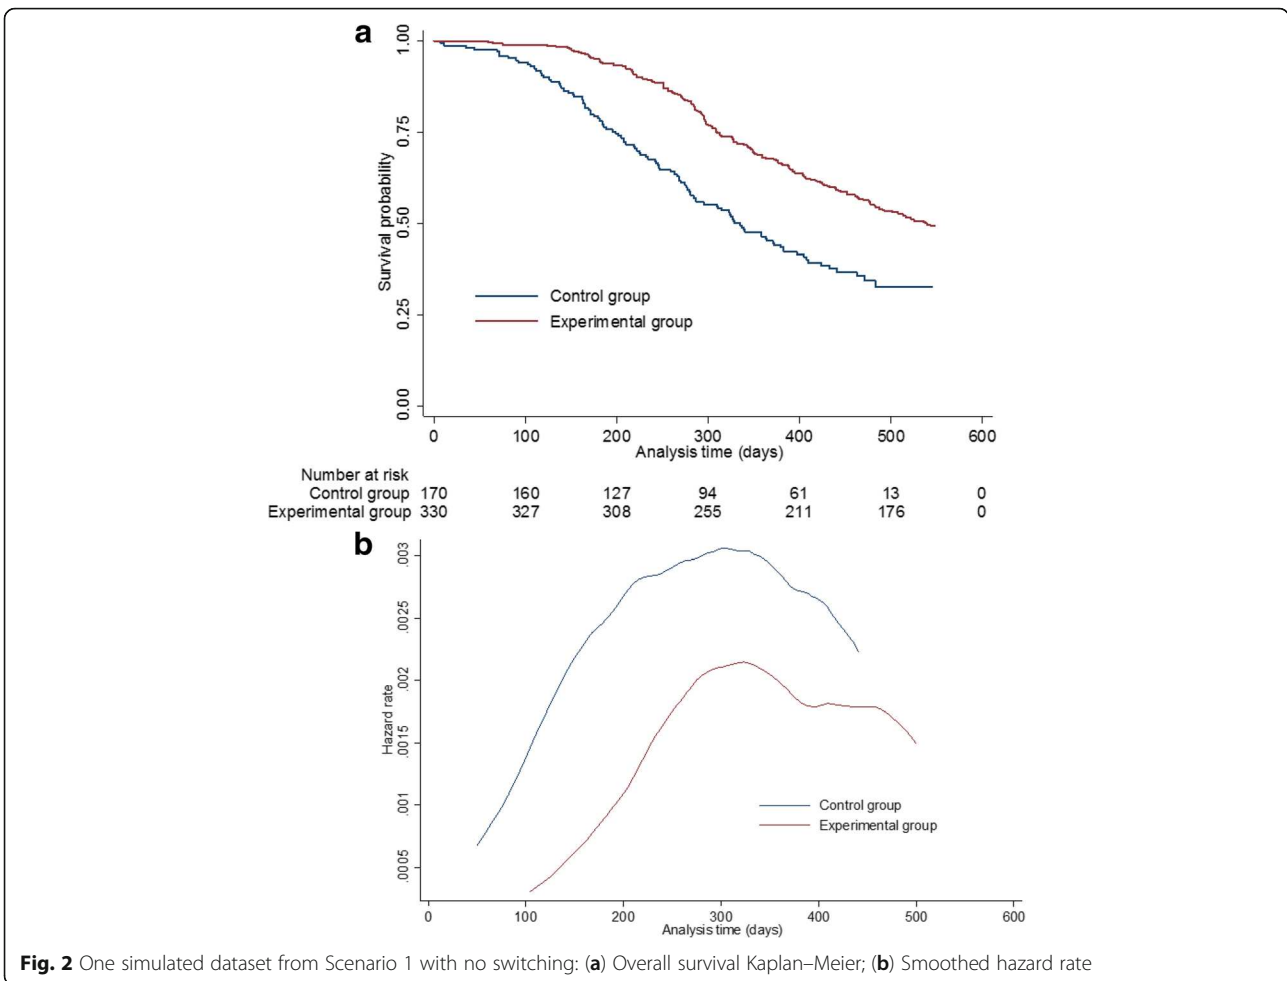 a
1.00
0.75
0.50
0.25
0.00
Survival probability
Control group
Experimental group
0 100 200 300 400 500 600
Analysis time (days)
Number at risk
Control group 170 160 127 94 61 13 0
Experimental group 330 327 308 255 211 176 0
b
.003
.0025
.002
.0015
.001
.0005
Hazard rate
Control group
Experimental group
0 100 200 300 400 500 600
Analysis time (days)
Fig. 2 One simulated dataset from Scenario 1 with no switching: (a) Overall survival Kaplan–Meier; (b) Smoothed hazard rate